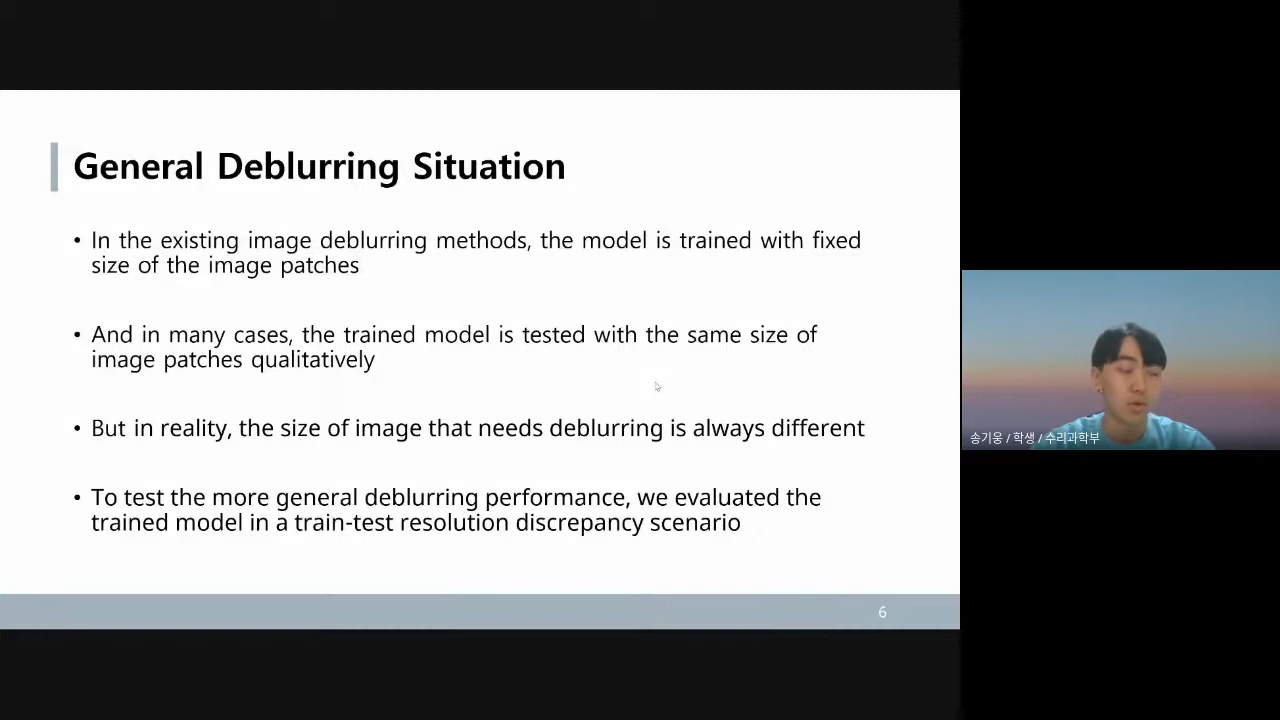 General Deblurring Situation
• In the existing image deblurring methods, the model is trained with fixed
size of the image patches
• And in many cases, the trained model is tested with the same size of
image patches qualitatively
• But in reality, the size of image that needs deblurring is always different
• To test the more general deblurring performance, we evaluated the
trained model in a train-test resolution discrepancy scenario
6
송기웅 / 학생 / 수리과학부